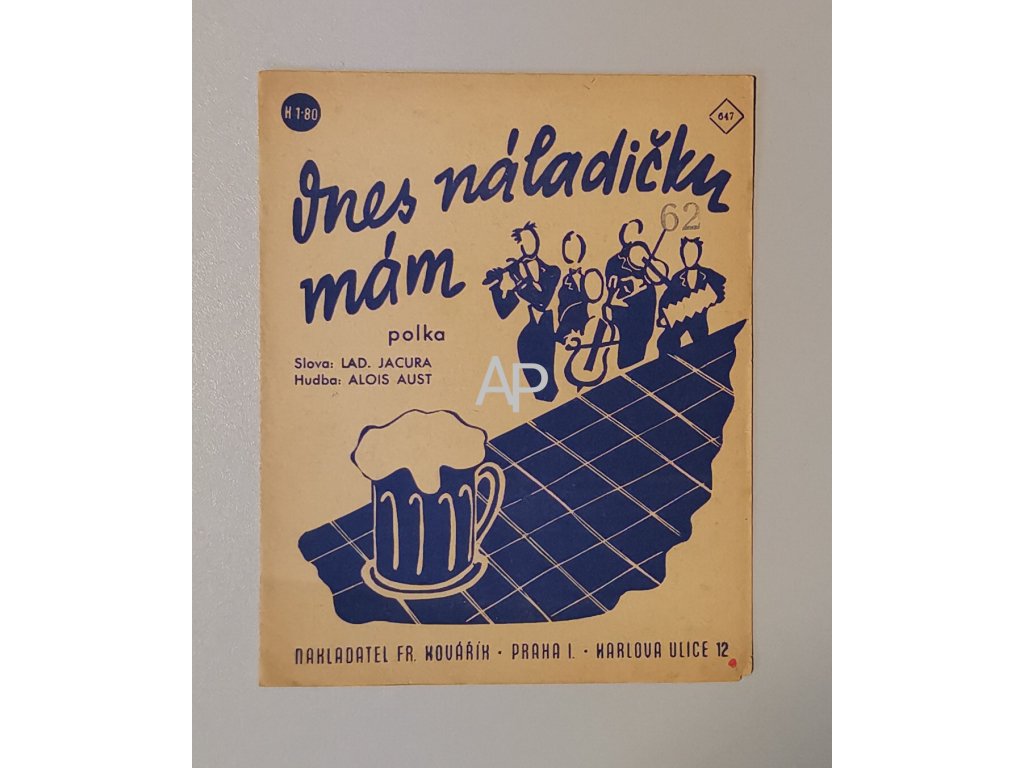 K 1·80
647
dnes náladičku
62
mám
polka
Slova: LAD. JACURA
Hudba: ALOIS AUST
AP
NAKLADATEL FR. KOVÁŘÍK · PRAHA I. · KARLOVA ULICE 12